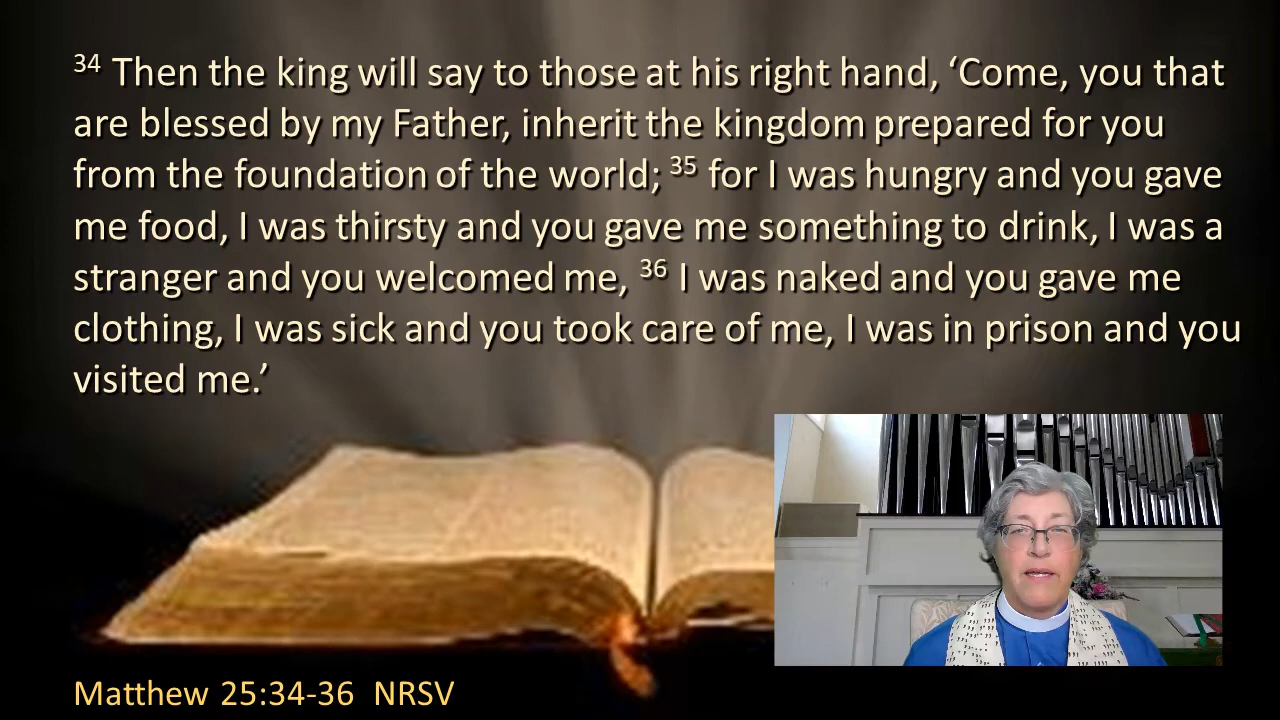 34 Then the king will say to those at his right hand, ‘Come, you that
are blessed by my Father, inherit the kingdom prepared for you
from the foundation of the world; 35 for I was hungry and you gave
me food, I was thirsty and you gave me something to drink, I was a
stranger and you welcomed me, 36 I was naked and you gave me
clothing, I was sick and you took care of me, I was in prison and you
visited me.’
Matthew 25:34-36 NRSV